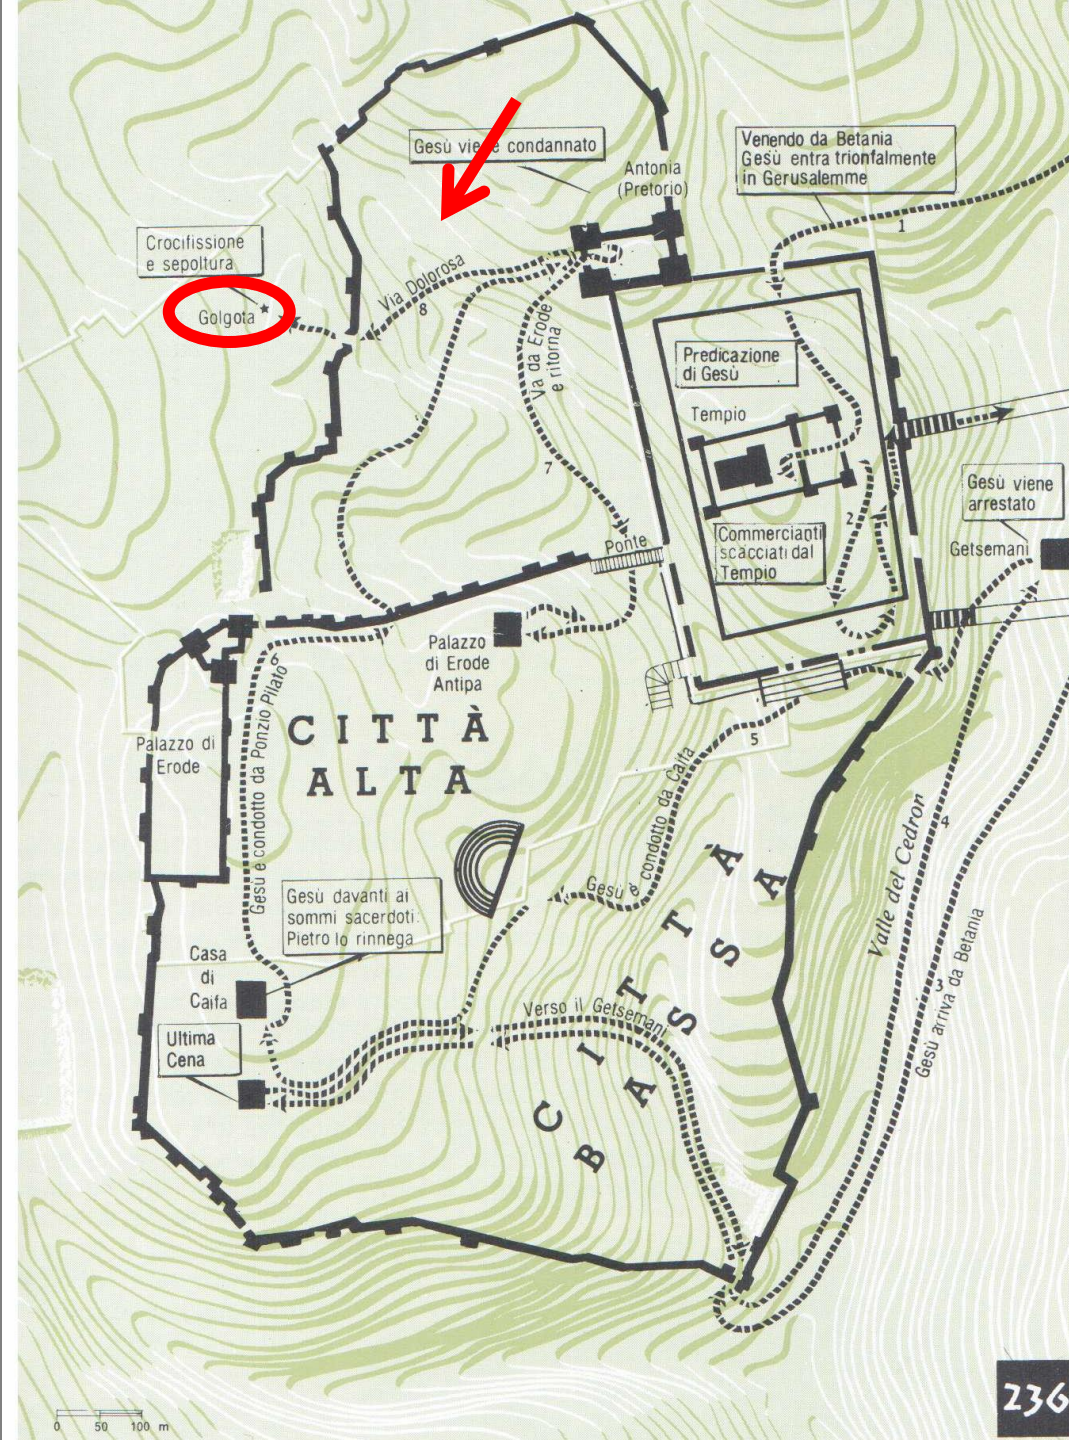 Gesù viene condannato
Antonia
(Pretorio)
Venendo da Betania
Gesù entra trionfalmente
in Gerusalemme
1
Crocifissione
e sepoltura
Golgota
Via Dolorosa
8
Va da Erode
e ritorna
7
Predicazione
di Gesù
Tempio
2
Commercianti
scacciati dal
Tempio
Gesù viene
arrestato
Getsemani
Ponte
Palazzo
di Erode
Antipa
6
Gesù è condotto da Ponzio Pilato
CITTÀ
ALTA
Palazzo di
Erode
5
Gesù è condotto da Caifa
4
Valle del Cedron
3
Gesù arriva da Betania
Gesù davanti ai
sommi sacerdoti:
Pietro lo rinnega
Casa
di
Caifa
Ultima
Cena
Verso il Getsemani
CITTÀ
BASSA
0 50 100 m
236